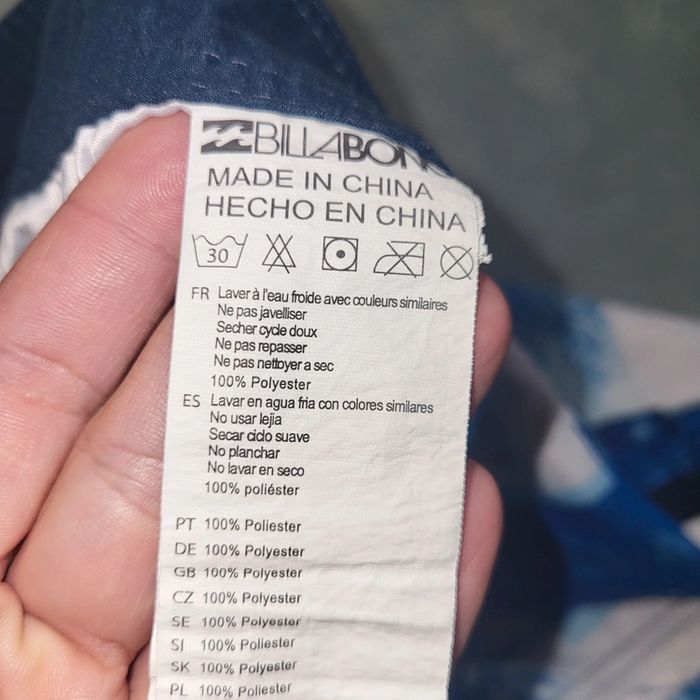 BILLABONG
MADE IN CHINA
HECHO EN CHINA
30
FR Laver à l'eau froide avec couleurs similaires
Ne pas javelliser
Secher cycle doux
Ne pas repasser
Ne pas nettoyer a sec
100% Polyester
ES Lavar en agua fria con colores similares
No usar lejia
Secar ciclo suave
No planchar
No lavar en seco
100% poliéster
PT 100% Poliester
DE 100% Polyester
GB 100% Polyester
CZ 100% Polyester
SE 100% Polyester
SI 100% Poliester
SK 100% Polyester
PL 100% Poliester